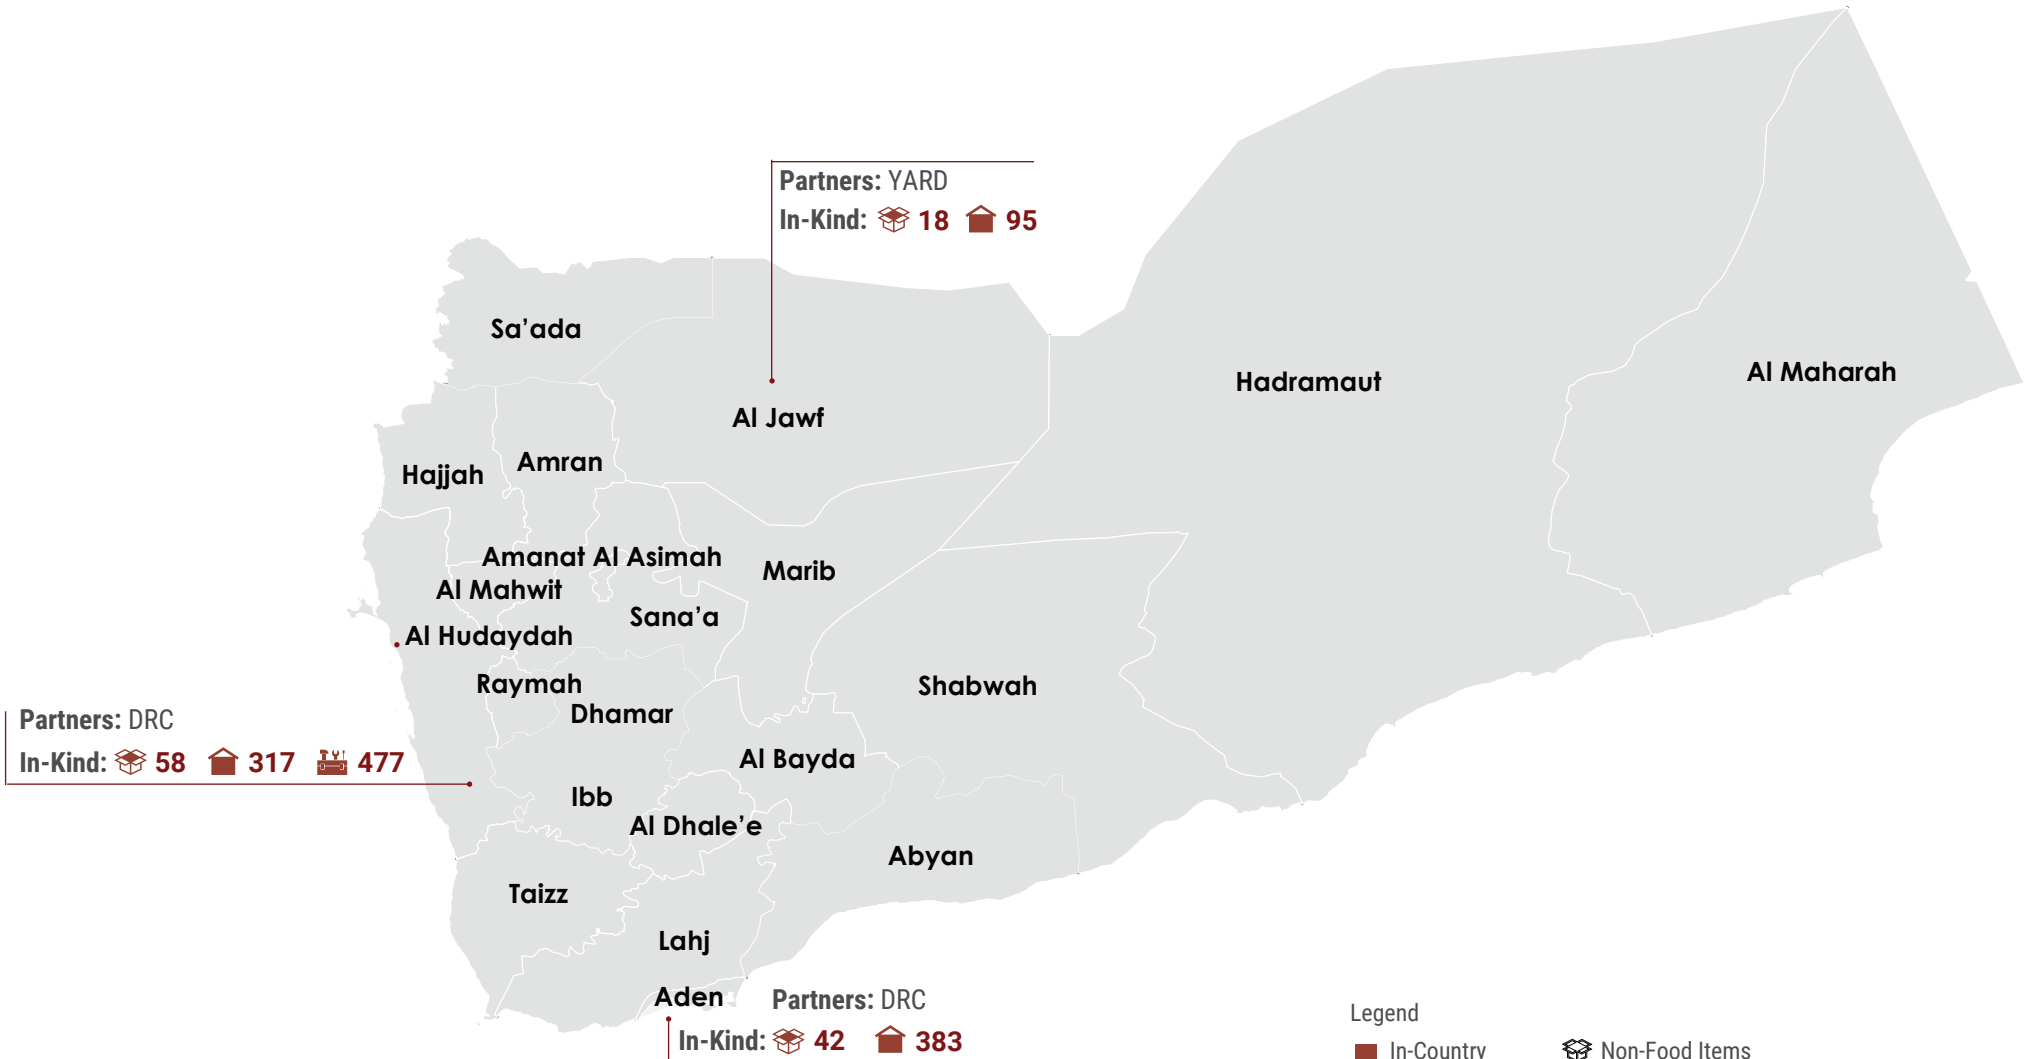 Partners: YARD
In-Kind: 18 95
Sa’ada
Hadramaut
Al Maharah
Al Jawf
Amran
Hajjah
Amanat Al Asimah
Marib
Al Mahwit
Sana’a
Al Hudaydah
Raymah
Shabwah
Dhamar
Partners: DRC
In-Kind: 58 317 477
Al Bayda
Ibb
Al Dhale’e
Abyan
Taizz
Lahj
Aden
Partners: DRC
In-Kind: 42 383
Legend
In-Country
Non-Food Items